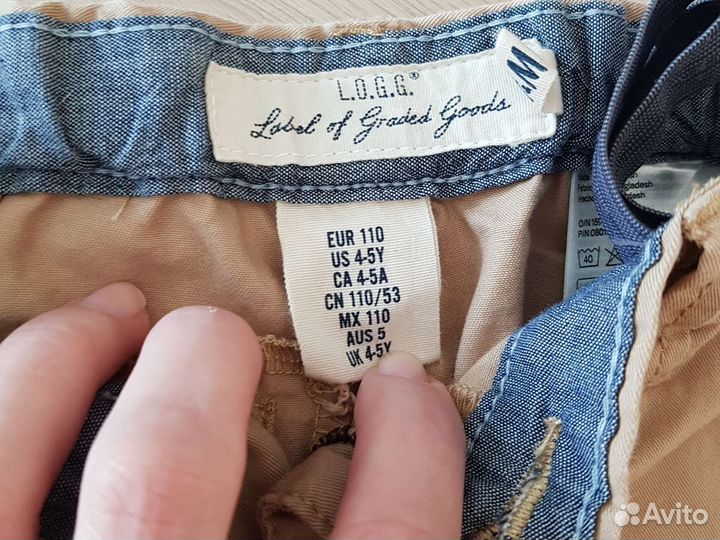 L.O.G.G.®
Label of Graded Goods
M
EUR 110
US 4-5Y
CA 4-5A
CN 110/53
MX 110
AUS 5
UK 4-5Y
40
Avito